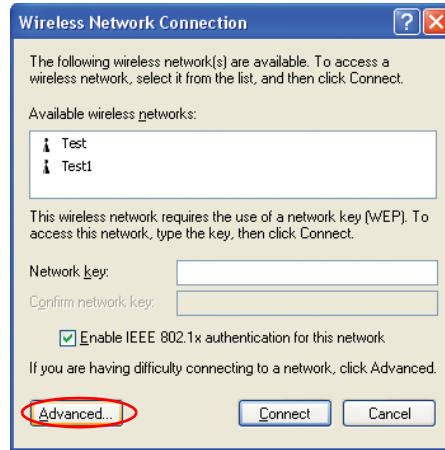 Wireless Network Connection
The following wireless network(s) are available. To access a
wireless network, select it from the list, and then click Connect.
Available wireless networks:
Test
Test1
This wireless network requires the use of a network key (WEP). To
access this network, type the key, then click Connect.
Network key:
Confirm network key:
Enable IEEE 802.1x authentication for this network
If you are having difficulty connecting to a network, click Advanced.
Advanced... Connect Cancel